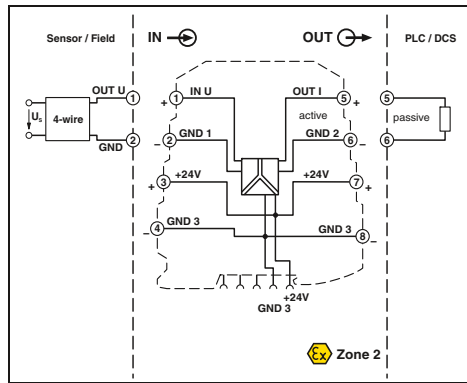 Sensor / Field
IN
OUT
PLC / DCS
OUT U
1
+ 1 IN U
OUT I 5 +
5
Us
4-wire
active
passive
GND
2
- 2 GND 1
GND 2 6 -
6
+ 3 +24V
+24V 7 +
- 4 GND 3
GND 3 8 -
+24V
GND 3
Ex Zone 2